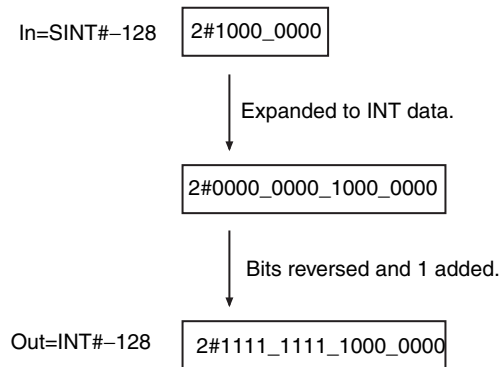 In=SINT#−128
2#1000_0000
Expanded to INT data.
2#0000_0000_1000_0000
Bits reversed and 1 added.
Out=INT#−128
2#1111_1111_1000_0000